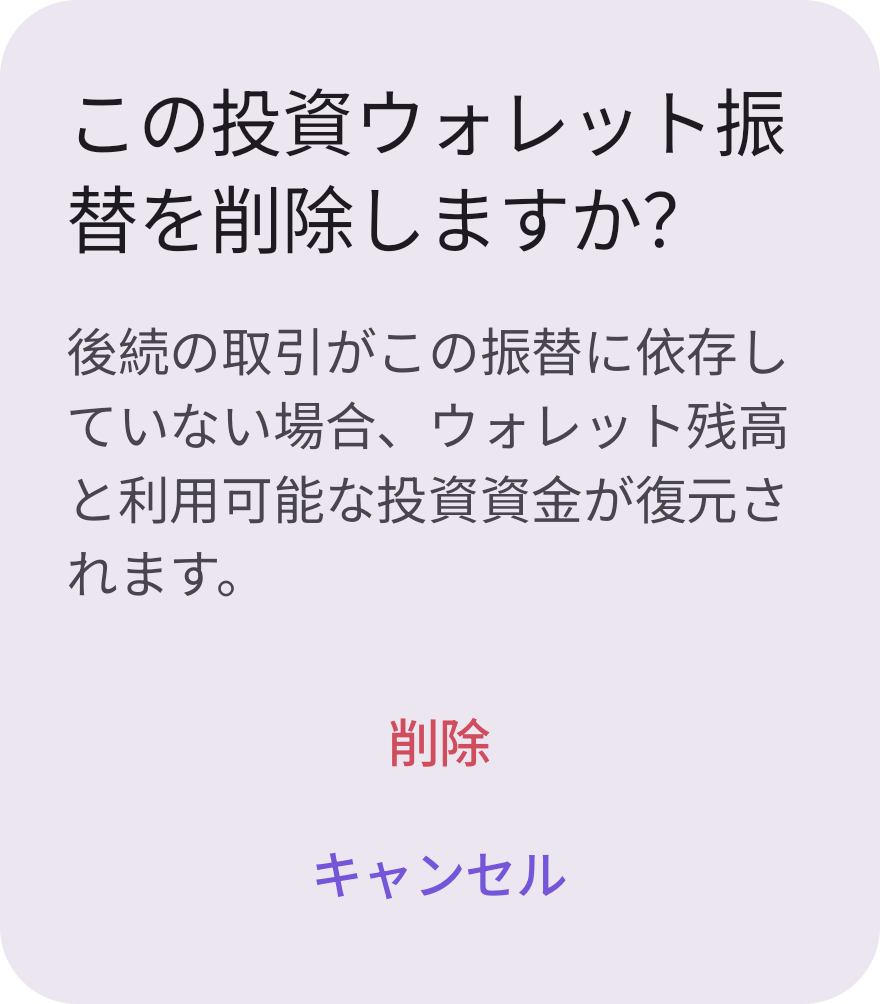 この投資ウォレット振
替を削除しますか？
後続の取引がこの振替に依存し
ていない場合、ウォレット残高
と利用可能な投資資金が復元さ
れます。
削除
キャンセル